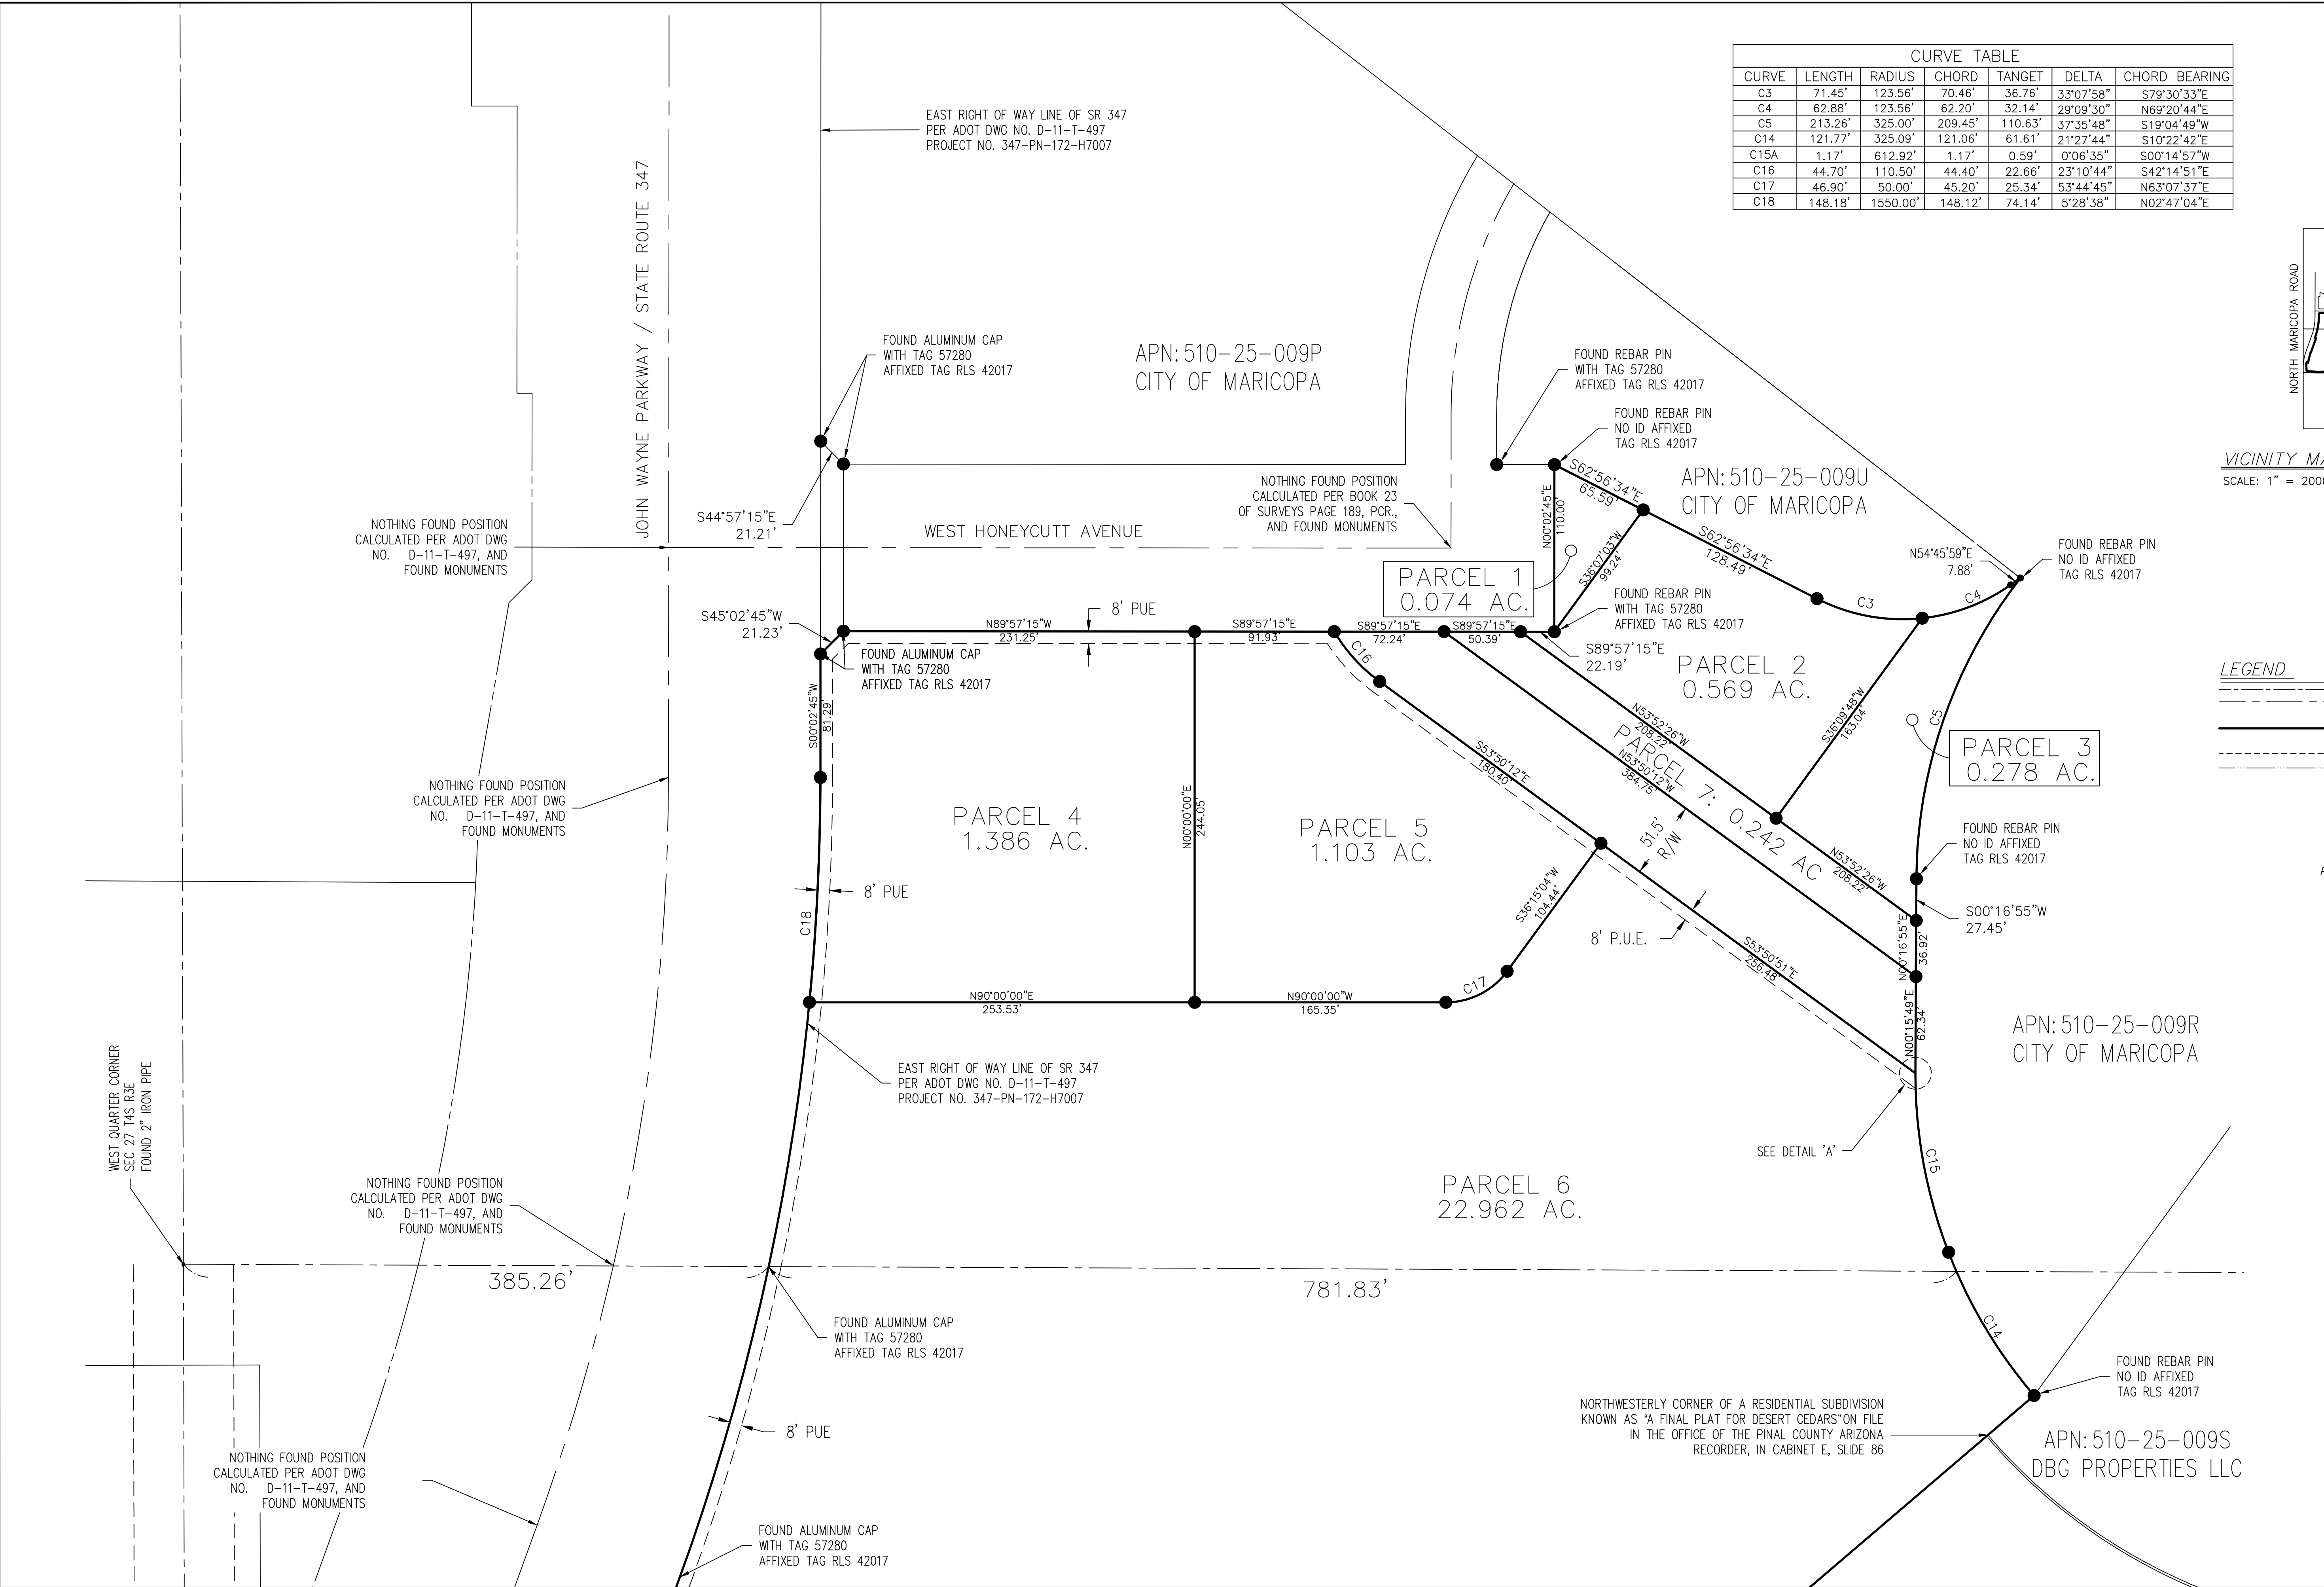 CURVE TABLE
CURVE LENGTH RADIUS CHORD TANGET DELTA CHORD BEARING
C3 71.45' 123.56' 70.46' 36.76' 33°07'58" S79°30'33"E
C4 62.88' 123.56' 62.20' 32.14' 29°09'30" N69°20'44"E
C5 213.26' 325.00' 209.45' 110.63' 37°35'48" S19°04'49"W
C14 121.77' 325.09' 121.06' 61.61' 21°27'44" S10°22'42"E
C15A 1.17' 612.92' 1.17' 0.59' 0°06'35" S00°14'57"W
C16 44.70' 110.50' 44.40' 22.66' 23°10'44" S42°14'51"E
C17 46.90' 50.00' 45.20' 25.34' 53°44'45" N63°07'37"E
C18 148.18' 1550.00' 148.12' 74.14' 5°28'38" N02°47'04"E
EAST RIGHT OF WAY LINE OF SR 347
PER ADOT DWG NO. D-11-T-497
PROJECT NO. 347-PN-172-H7007
JOHN WAYNE PARKWAY / STATE ROUTE 347
NORTH MARICOPA ROAD
FOUND ALUMINUM CAP
WITH TAG 57280
AFFIXED TAG RLS 42017
APN: 510-25-009P
CITY OF MARICOPA
FOUND REBAR PIN
WITH TAG 57280
AFFIXED TAG RLS 42017
FOUND REBAR PIN
NO ID AFFIXED
TAG RLS 42017
VICINITY MA
SCALE: 1" = 200
S62°56'34"E
65.59'
APN: 510-25-009U
CITY OF MARICOPA
NOTHING FOUND POSITION
CALCULATED PER BOOK 23
OF SURVEYS PAGE 189, PCR.,
AND FOUND MONUMENTS
N00°02'45"E
110.00'
S44°57'15"E
21.21'
NOTHING FOUND POSITION
CALCULATED PER ADOT DWG
NO. D-11-T-497, AND
FOUND MONUMENTS
WEST HONEYCUTT AVENUE
S36°07'03"W
99.24'
S62°56'34"E
128.49'
N54°45'59"E
7.88'
FOUND REBAR PIN
NO ID AFFIXED
TAG RLS 42017
PARCEL 1
0.074 AC.
FOUND REBAR PIN
WITH TAG 57280
AFFIXED TAG RLS 42017
C3
C4
S45°02'45"W
21.23'
8' PUE
N89°57'15"W
231.25'
S89°57'15"E
91.93'
S89°57'15"E
72.24'
S89°57'15"E
50.39'
S89°57'15"E
22.19'
FOUND ALUMINUM CAP
WITH TAG 57280
AFFIXED TAG RLS 42017
C16
PARCEL 2
0.569 AC.
LEGEND
S00°02'45"W
81.29'
N53°52'26"W
208.22'
S36°09'48"W
163.04'
C5
PARCEL 3
0.278 AC.
S53°50'12"E
180.40'
N53°50'12"W
384.75'
PARCEL 7: 0.242 AC
NOTHING FOUND POSITION
CALCULATED PER ADOT DWG
NO. D-11-T-497, AND
FOUND MONUMENTS
PARCEL 4
1.386 AC.
N00°00'00"E
244.05'
PARCEL 5
1.103 AC.
51.5'
R/W
FOUND REBAR PIN
NO ID AFFIXED
TAG RLS 42017
N53°52'26"W
208.22'
8' PUE
C18
S36°15'04"W
104.44'
S00°16'55"W
27.45'
N00°16'55"E
36.92'
8' P.U.E.
S53°50'51"E
256.48'
N90°00'00"E
253.53'
N90°00'00"W
165.35'
C17
N00°15'49"E
62.34'
APN: 510-25-009R
CITY OF MARICOPA
WEST QUARTER CORNER
SEC 27 T4S R3E
FOUND 2" IRON PIPE
EAST RIGHT OF WAY LINE OF SR 347
PER ADOT DWG NO. D-11-T-497
PROJECT NO. 347-PN-172-H7007
SEE DETAIL 'A'
C15
NOTHING FOUND POSITION
CALCULATED PER ADOT DWG
NO. D-11-T-497, AND
FOUND MONUMENTS
PARCEL 6
22.962 AC.
385.26'
781.83'
FOUND ALUMINUM CAP
WITH TAG 57280
AFFIXED TAG RLS 42017
C14
FOUND REBAR PIN
NO ID AFFIXED
TAG RLS 42017
8' PUE
NORTHWESTERLY CORNER OF A RESIDENTIAL SUBDIVISION
KNOWN AS "A FINAL PLAT FOR DESERT CEDARS" ON FILE
IN THE OFFICE OF THE PINAL COUNTY ARIZONA
RECORDER, IN CABINET E, SLIDE 86
APN: 510-25-009S
DBG PROPERTIES LLC
NOTHING FOUND POSITION
CALCULATED PER ADOT DWG
NO. D-11-T-497, AND
FOUND MONUMENTS
FOUND ALUMINUM CAP
WITH TAG 57280
AFFIXED TAG RLS 42017